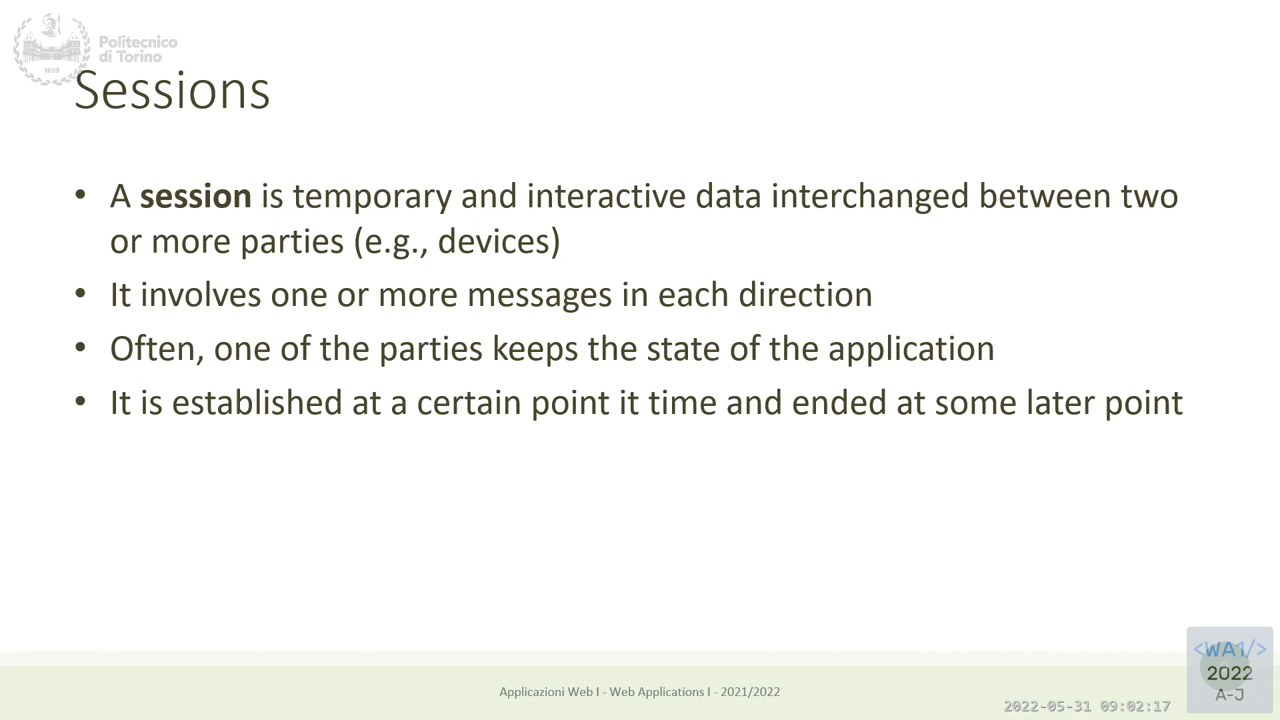 Politecnico
di Torino
1859
Sessions
• A session is temporary and interactive data interchanged between two
or more parties (e.g., devices)
• It involves one or more messages in each direction
• Often, one of the parties keeps the state of the application
• It is established at a certain point it time and ended at some later point
Applicazioni Web I - Web Applications I - 2021/2022
2022-05-31 09:02:17
<WA1/>
2022
A-J